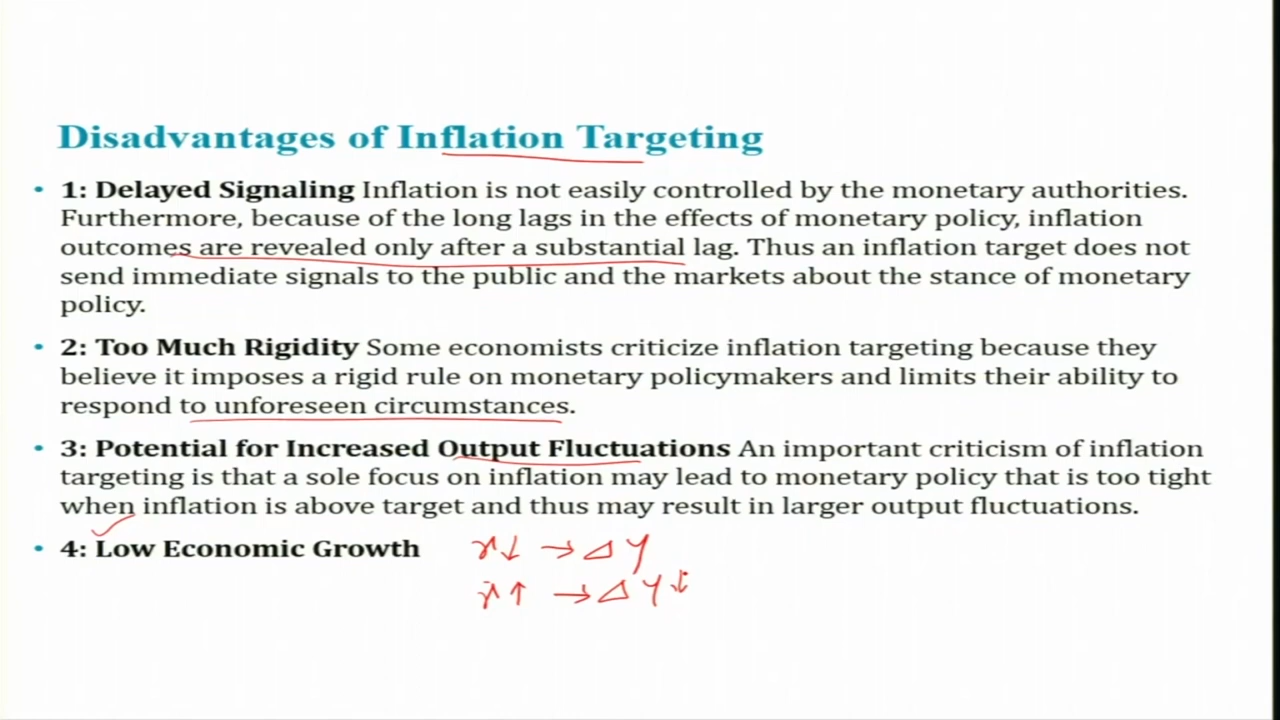 Disadvantages of Inflation Targeting
• 1: Delayed Signaling Inflation is not easily controlled by the monetary authorities.
Furthermore, because of the long lags in the effects of monetary policy, inflation
outcomes are revealed only after a substantial lag. Thus an inflation target does not
send immediate signals to the public and the markets about the stance of monetary
policy.
• 2: Too Much Rigidity Some economists criticize inflation targeting because they
believe it imposes a rigid rule on monetary policymakers and limits their ability to
respond to unforeseen circumstances.
• 3: Potential for Increased Output Fluctuations An important criticism of inflation
targeting is that a sole focus on inflation may lead to monetary policy that is too tight
when inflation is above target and thus may result in larger output fluctuations.
• 4: Low Economic Growth
↓ → Δ Y
↑ → Δ Y ↓